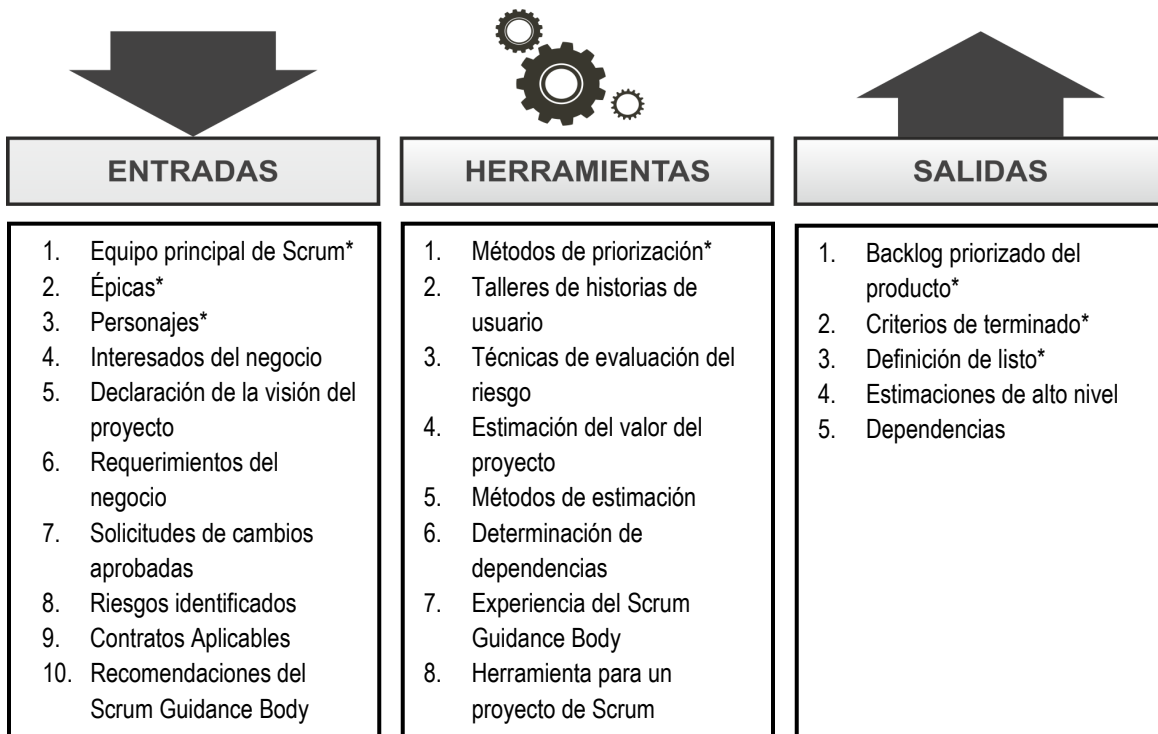 ENTRADAS
1. Equipo principal de Scrum*
2. Épicas*
3. Personajes*
4. Interesados del negocio
5. Declaración de la visión del
proyecto
6. Requerimientos del
negocio
7. Solicitudes de cambios
aprobadas
8. Riesgos identificados
9. Contratos Aplicables
10. Recomendaciones del
Scrum Guidance Body
HERRAMIENTAS
1. Métodos de priorización*
2. Talleres de historias de
usuario
3. Técnicas de evaluación del
riesgo
4. Estimación del valor del
proyecto
5. Métodos de estimación
6. Determinación de
dependencias
7. Experiencia del Scrum
Guidance Body
8. Herramienta para un
proyecto de Scrum
SALIDAS
1. Backlog priorizado del
producto*
2. Criterios de terminado*
3. Definición de listo*
4. Estimaciones de alto nivel
5. Dependencias